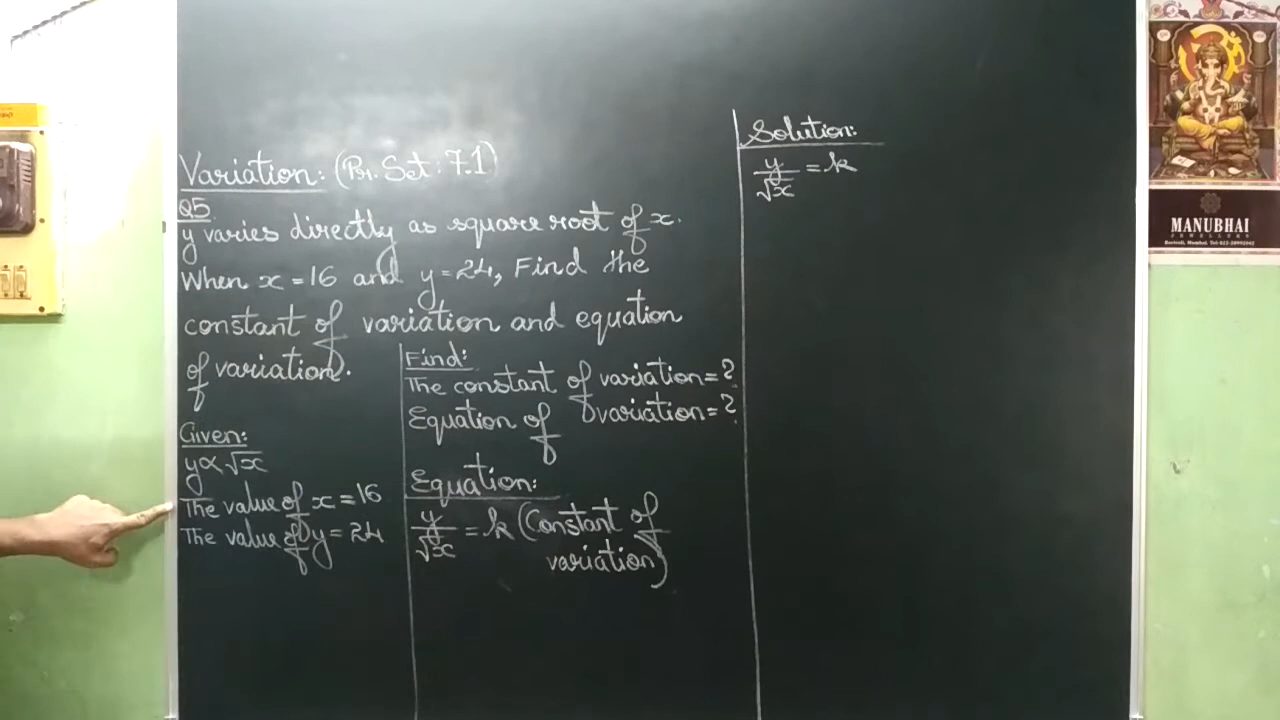 Variation: (Pr. Set: 7.1)
Q5
y varies directly as square root of x.
When x = 16 and y = 24, Find the
constant of variation and equation
of variation.
Given:
y∝√x
The value of x = 16
The value of y = 24
Find:
The constant of variation = ?
Equation of variation = ?
Equation:
y/√x = k (Constant of
variation)
Solution:
y/√x = k
MANUBHAI
JEWELLERS